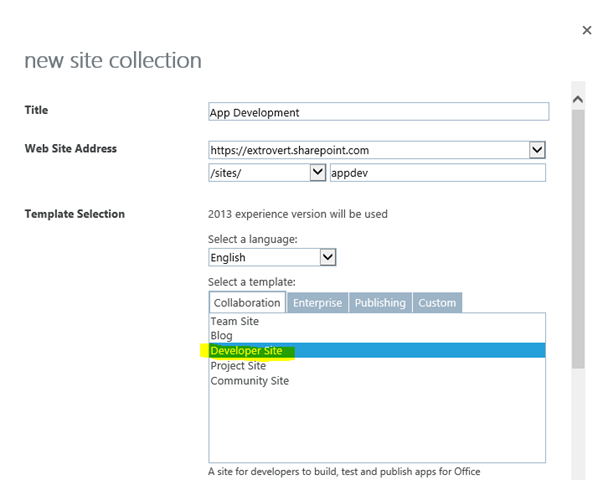 new site collection
Title App Development
Web Site Address https://extrovert.sharepoint.com
/sites/ appdev
Template Selection 2013 experience version will be used
Select a language:
English
Select a template:
Collaboration Enterprise Publishing Custom
Team Site
Blog
Developer Site
Project Site
Community Site
A site for developers to build, test and publish apps for Office